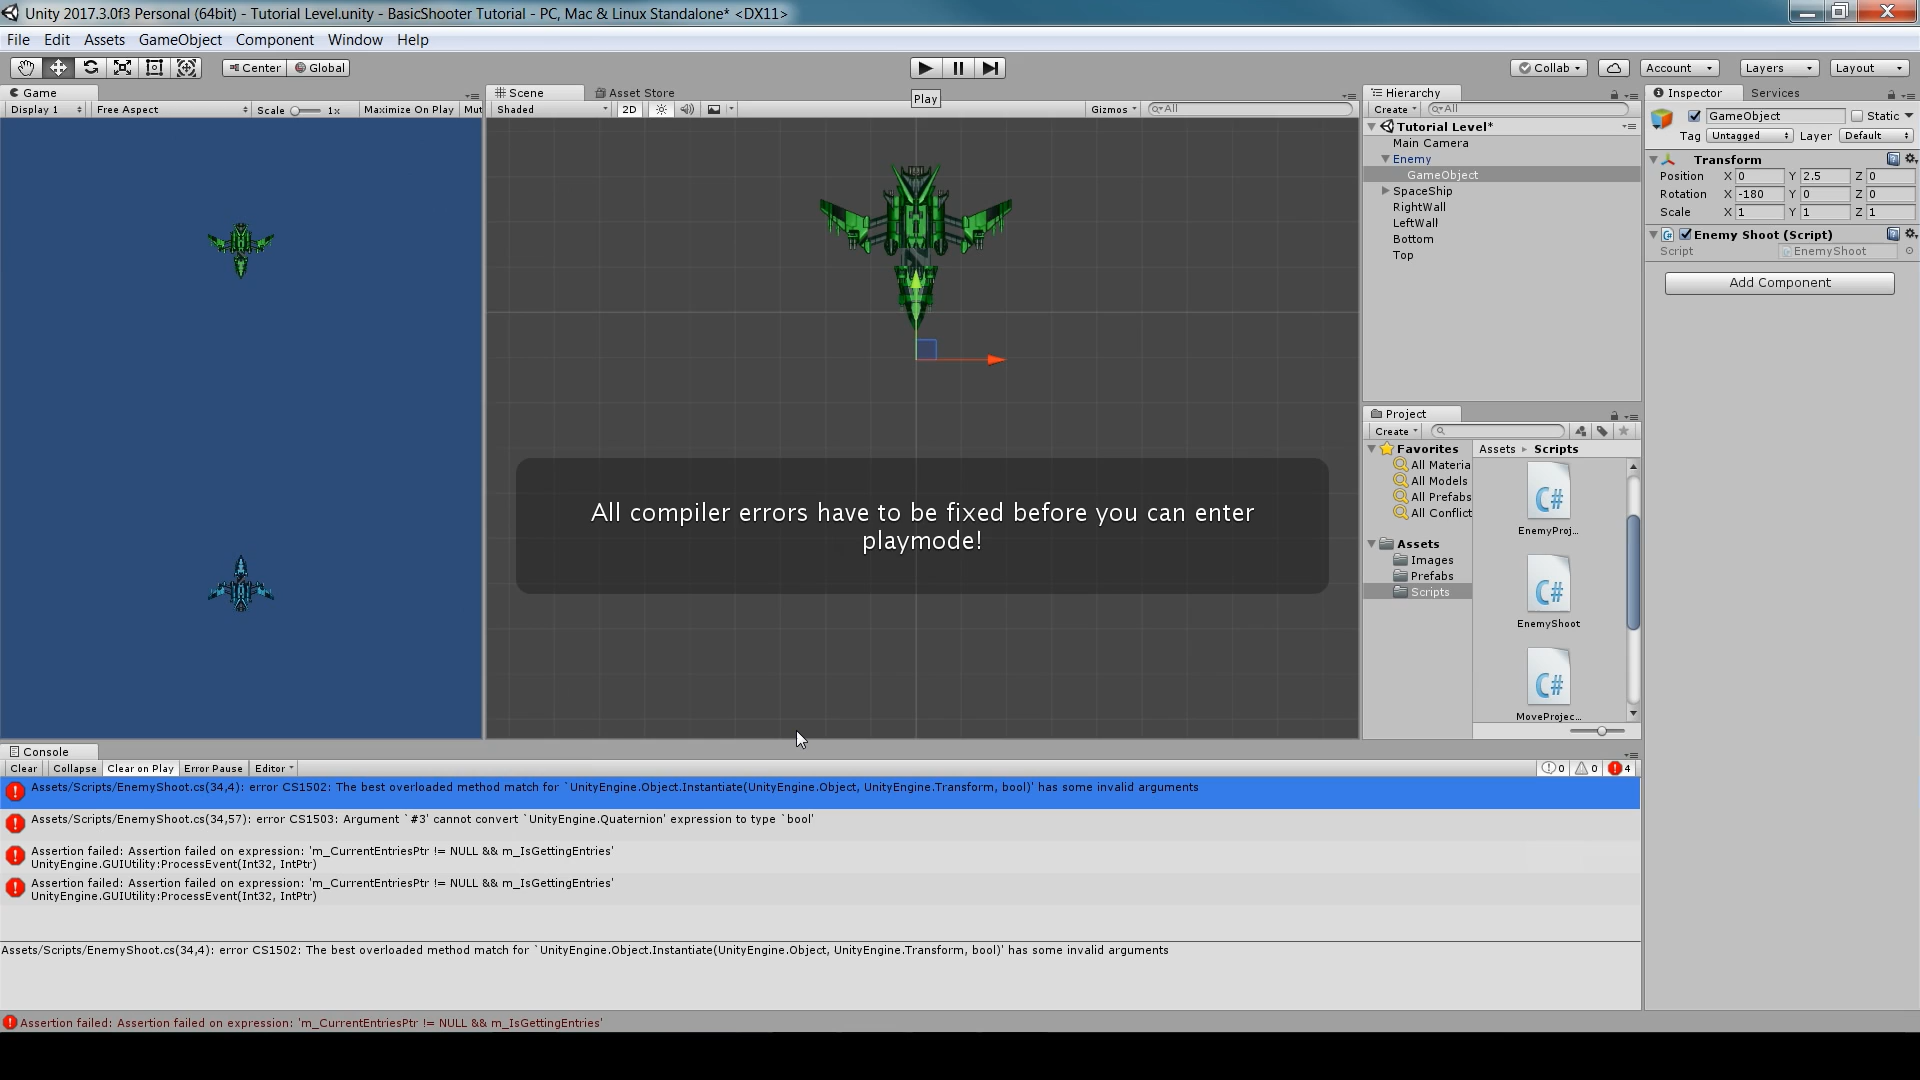 Unity 2017.3.0f3 Personal (64bit) - Tutorial Level.unity - BasicShooter Tutorial - PC, Mac & Linux Standalone* <DX11>
File Edit Assets GameObject Component Window Help
Center Global Collab Account Layers Layout
Game
Display 1 Free Aspect Scale 1x Maximize On Play Mut
Scene Asset Store
Shaded 2D Gizmos All
Play
All compiler errors have to be fixed before you can enter
playmode!
Hierarchy
Create All
Tutorial Level*
Main Camera
Enemy
GameObject
SpaceShip
RightWall
LeftWall
Bottom
Top
Project
Create
Favorites
All Materia
All Models
All Prefabs
All Conflict
Assets
Images
Prefabs
Scripts
Assets Scripts
C#
EnemyProj...
C#
EnemyShoot
C#
MoveProjec...
Inspector Services
GameObject Static
Tag Untagged Layer Default
Transform
Position X 0 Y 2.5 Z 0
Rotation X -180 Y 0 Z 0
Scale X 1 Y 1 Z 1
Enemy Shoot (Script)
Script EnemyShoot
Add Component
Console
Clear Collapse Clear on Play Error Pause Editor 0 0 4
Assets/Scripts/EnemyShoot.cs(34,4): error CS1502: The best overloaded method match for `UnityEngine.Object.Instantiate(UnityEngine.Object, UnityEngine.Transform, bool)' has some invalid arguments
Assets/Scripts/EnemyShoot.cs(34,57): error CS1503: Argument `#3' cannot convert `UnityEngine.Quaternion' expression to type `bool'
Assertion failed: Assertion failed on expression: 'm_CurrentEntriesPtr != NULL && m_IsGettingEntries'
UnityEngine.GUIUtility:ProcessEvent(Int32, IntPtr)
Assertion failed: Assertion failed on expression: 'm_CurrentEntriesPtr != NULL && m_IsGettingEntries'
UnityEngine.GUIUtility:ProcessEvent(Int32, IntPtr)
Assets/Scripts/EnemyShoot.cs(34,4): error CS1502: The best overloaded method match for `UnityEngine.Object.Instantiate(UnityEngine.Object, UnityEngine.Transform, bool)' has some invalid arguments
Assertion failed: Assertion failed on expression: 'm_CurrentEntriesPtr != NULL && m_IsGettingEntries'